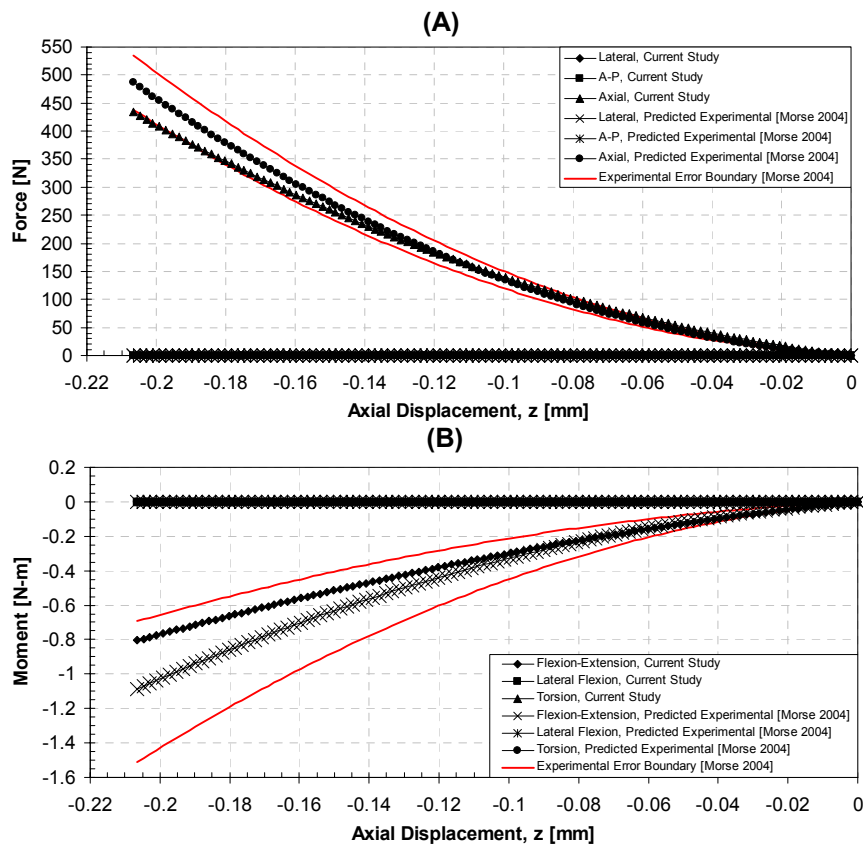 (A)
550
500
450
400
350
300
250
200
150
100
50
0
Force [N]
Lateral, Current Study
A-P, Current Study
Axial, Current Study
Lateral, Predicted Experimental [Morse 2004]
A-P, Predicted Experimental [Morse 2004]
Axial, Predicted Experimental [Morse 2004]
Experimental Error Boundary [Morse 2004]
-0.22 -0.2 -0.18 -0.16 -0.14 -0.12 -0.1 -0.08 -0.06 -0.04 -0.02 0
Axial Displacement, z [mm]
(B)
0.2
0
-0.2
-0.4
-0.6
-0.8
-1
-1.2
-1.4
-1.6
Moment [N-m]
Flexion-Extension, Current Study
Lateral Flexion, Current Study
Torsion, Current Study
Flexion-Extension, Predicted Experimental [Morse 2004]
Lateral Flexion, Predicted Experimental [Morse 2004]
Torsion, Predicted Experimental [Morse 2004]
Experimental Error Boundary [Morse 2004]
-0.22 -0.2 -0.18 -0.16 -0.14 -0.12 -0.1 -0.08 -0.06 -0.04 -0.02 0
Axial Displacement, z [mm]